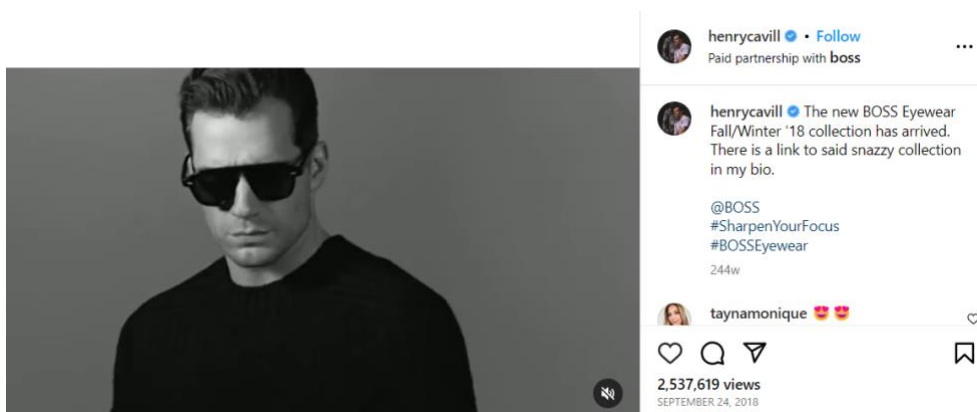 henrycavill • Follow
Paid partnership with boss
henrycavill The new BOSS Eyewear
Fall/Winter '18 collection has arrived.
There is a link to said snazzy collection
in my bio.
@BOSS
#SharpenYourFocus
#BOSSEyewear
244w
taynamonique 😍 😍
2,537,619 views
SEPTEMBER 24, 2018